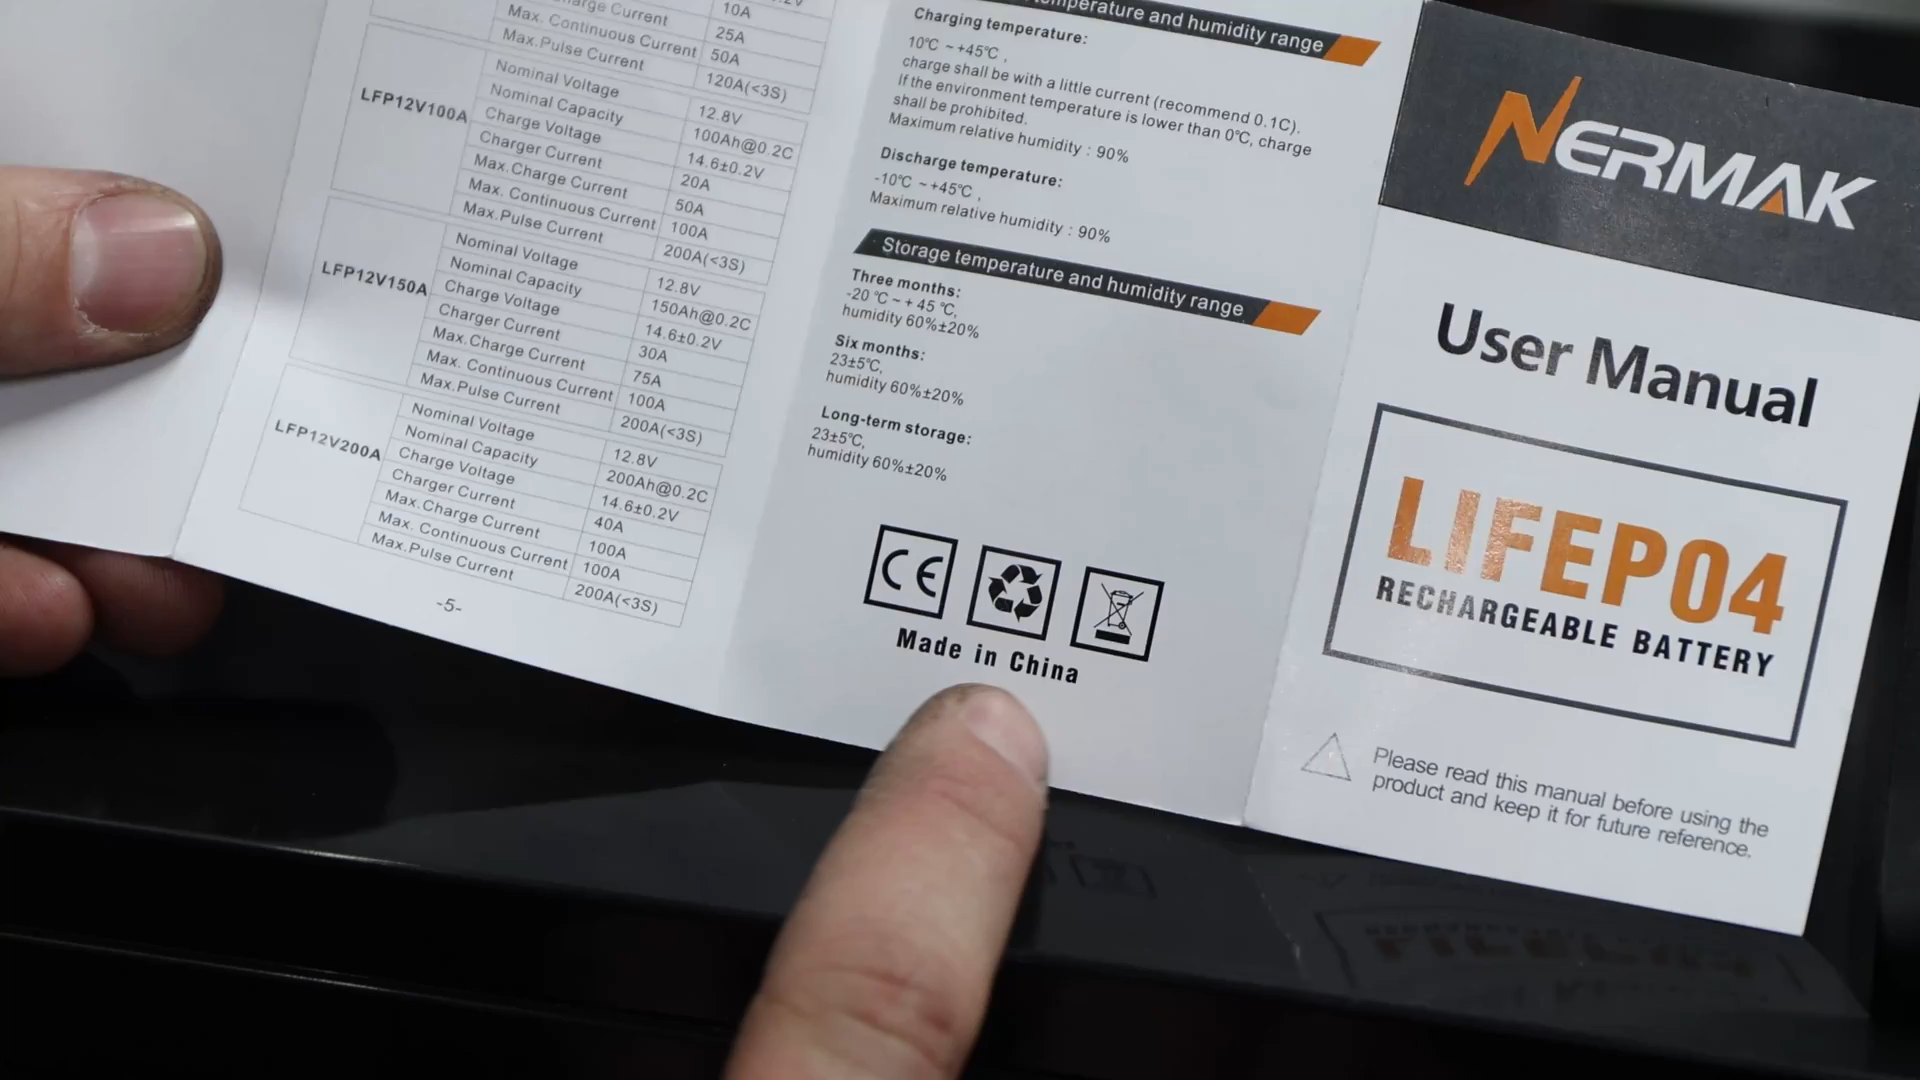 Charge Current 10A
Max. Continuous Current 25A
Max.Pulse Current 50A
120A(<3S)
LFP12V100A
Nominal Voltage 12.8V
Nominal Capacity 100Ah@0.2C
Charge Voltage 14.6±0.2V
Charger Current 20A
Max.Charge Current 50A
Max. Continuous Current 100A
Max.Pulse Current 200A(<3S)
LFP12V150A
Nominal Voltage 12.8V
Nominal Capacity 150Ah@0.2C
Charge Voltage 14.6±0.2V
Charger Current 30A
Max.Charge Current 75A
Max. Continuous Current 100A
Max.Pulse Current 200A(<3S)
LFP12V200A
Nominal Voltage 12.8V
Nominal Capacity 200Ah@0.2C
Charge Voltage 14.6±0.2V
Charger Current 40A
Max.Charge Current 100A
Max. Continuous Current 100A
Max.Pulse Current 200A(<3S)
-5-
temperature and humidity range
Charging temperature:
10℃ ~ +45℃ ,
charge shall be with a little current (recommend 0.1C).
If the environment temperature is lower than 0℃, charge
shall be prohibited.
Maximum relative humidity : 90%
Discharge temperature:
-10℃ ~ +45℃ ,
Maximum relative humidity : 90%
Storage temperature and humidity range
Three months:
-20 ℃ ~ + 45 ℃,
humidity 60%±20%
Six months:
23±5℃,
humidity 60%±20%
Long-term storage:
23±5℃,
humidity 60%±20%
CE
Made in China
NERMAK
User Manual
LIFEPO4
RECHARGEABLE BATTERY
Please read this manual before using the
product and keep it for future reference.